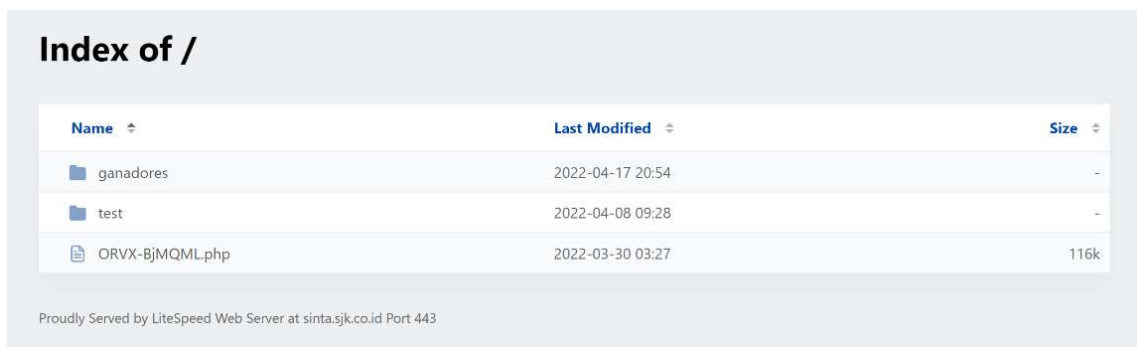 Index of /
Name Last Modified Size
ganadores 2022-04-17 20:54 -
test 2022-04-08 09:28 -
ORVX-BjMQML.php 2022-03-30 03:27 116k
Proudly Served by LiteSpeed Web Server at sinta.sjk.co.id Port 443